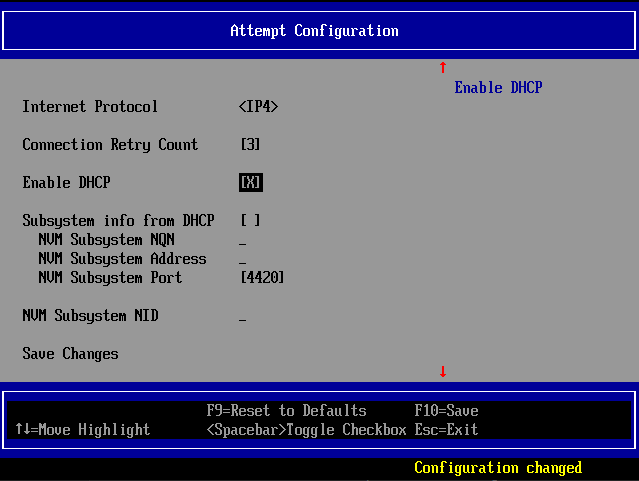 Attempt Configuration
↑
Enable DHCP
Internet Protocol <IP4>
Connection Retry Count [3]
Enable DHCP [X]
Subsystem info from DHCP [ ]
NVM Subsystem NQN _
NVM Subsystem Address _
NVM Subsystem Port [4420]
NVM Subsystem NID _
Save Changes
↓
F9=Reset to Defaults F10=Save
↑↓=Move Highlight <Spacebar>Toggle Checkbox Esc=Exit
Configuration changed